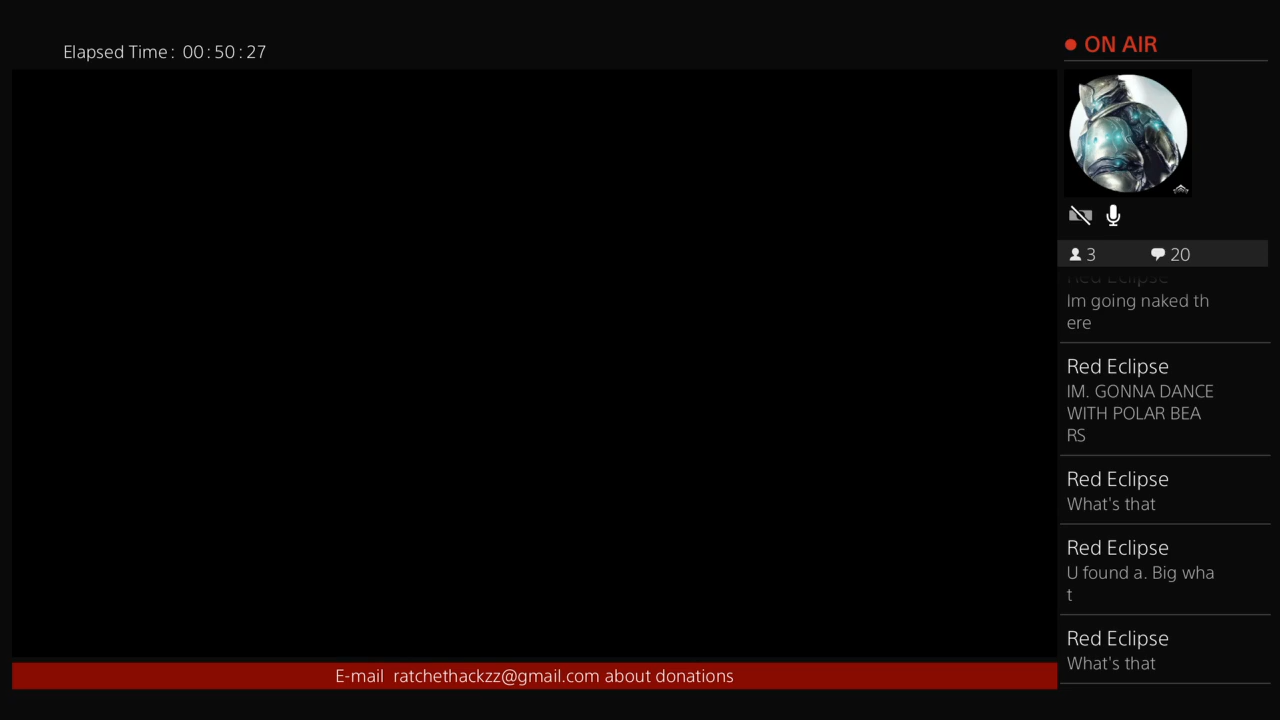 Elapsed Time: 00:50:27
ON AIR
3
20
Red Eclipse
Im going naked th
ere
Red Eclipse
IM. GONNA DANCE
WITH POLAR BEA
RS
Red Eclipse
What's that
Red Eclipse
U found a. Big wha
t
Red Eclipse
What's that
E-mail ratchethackzz@gmail.com about donations